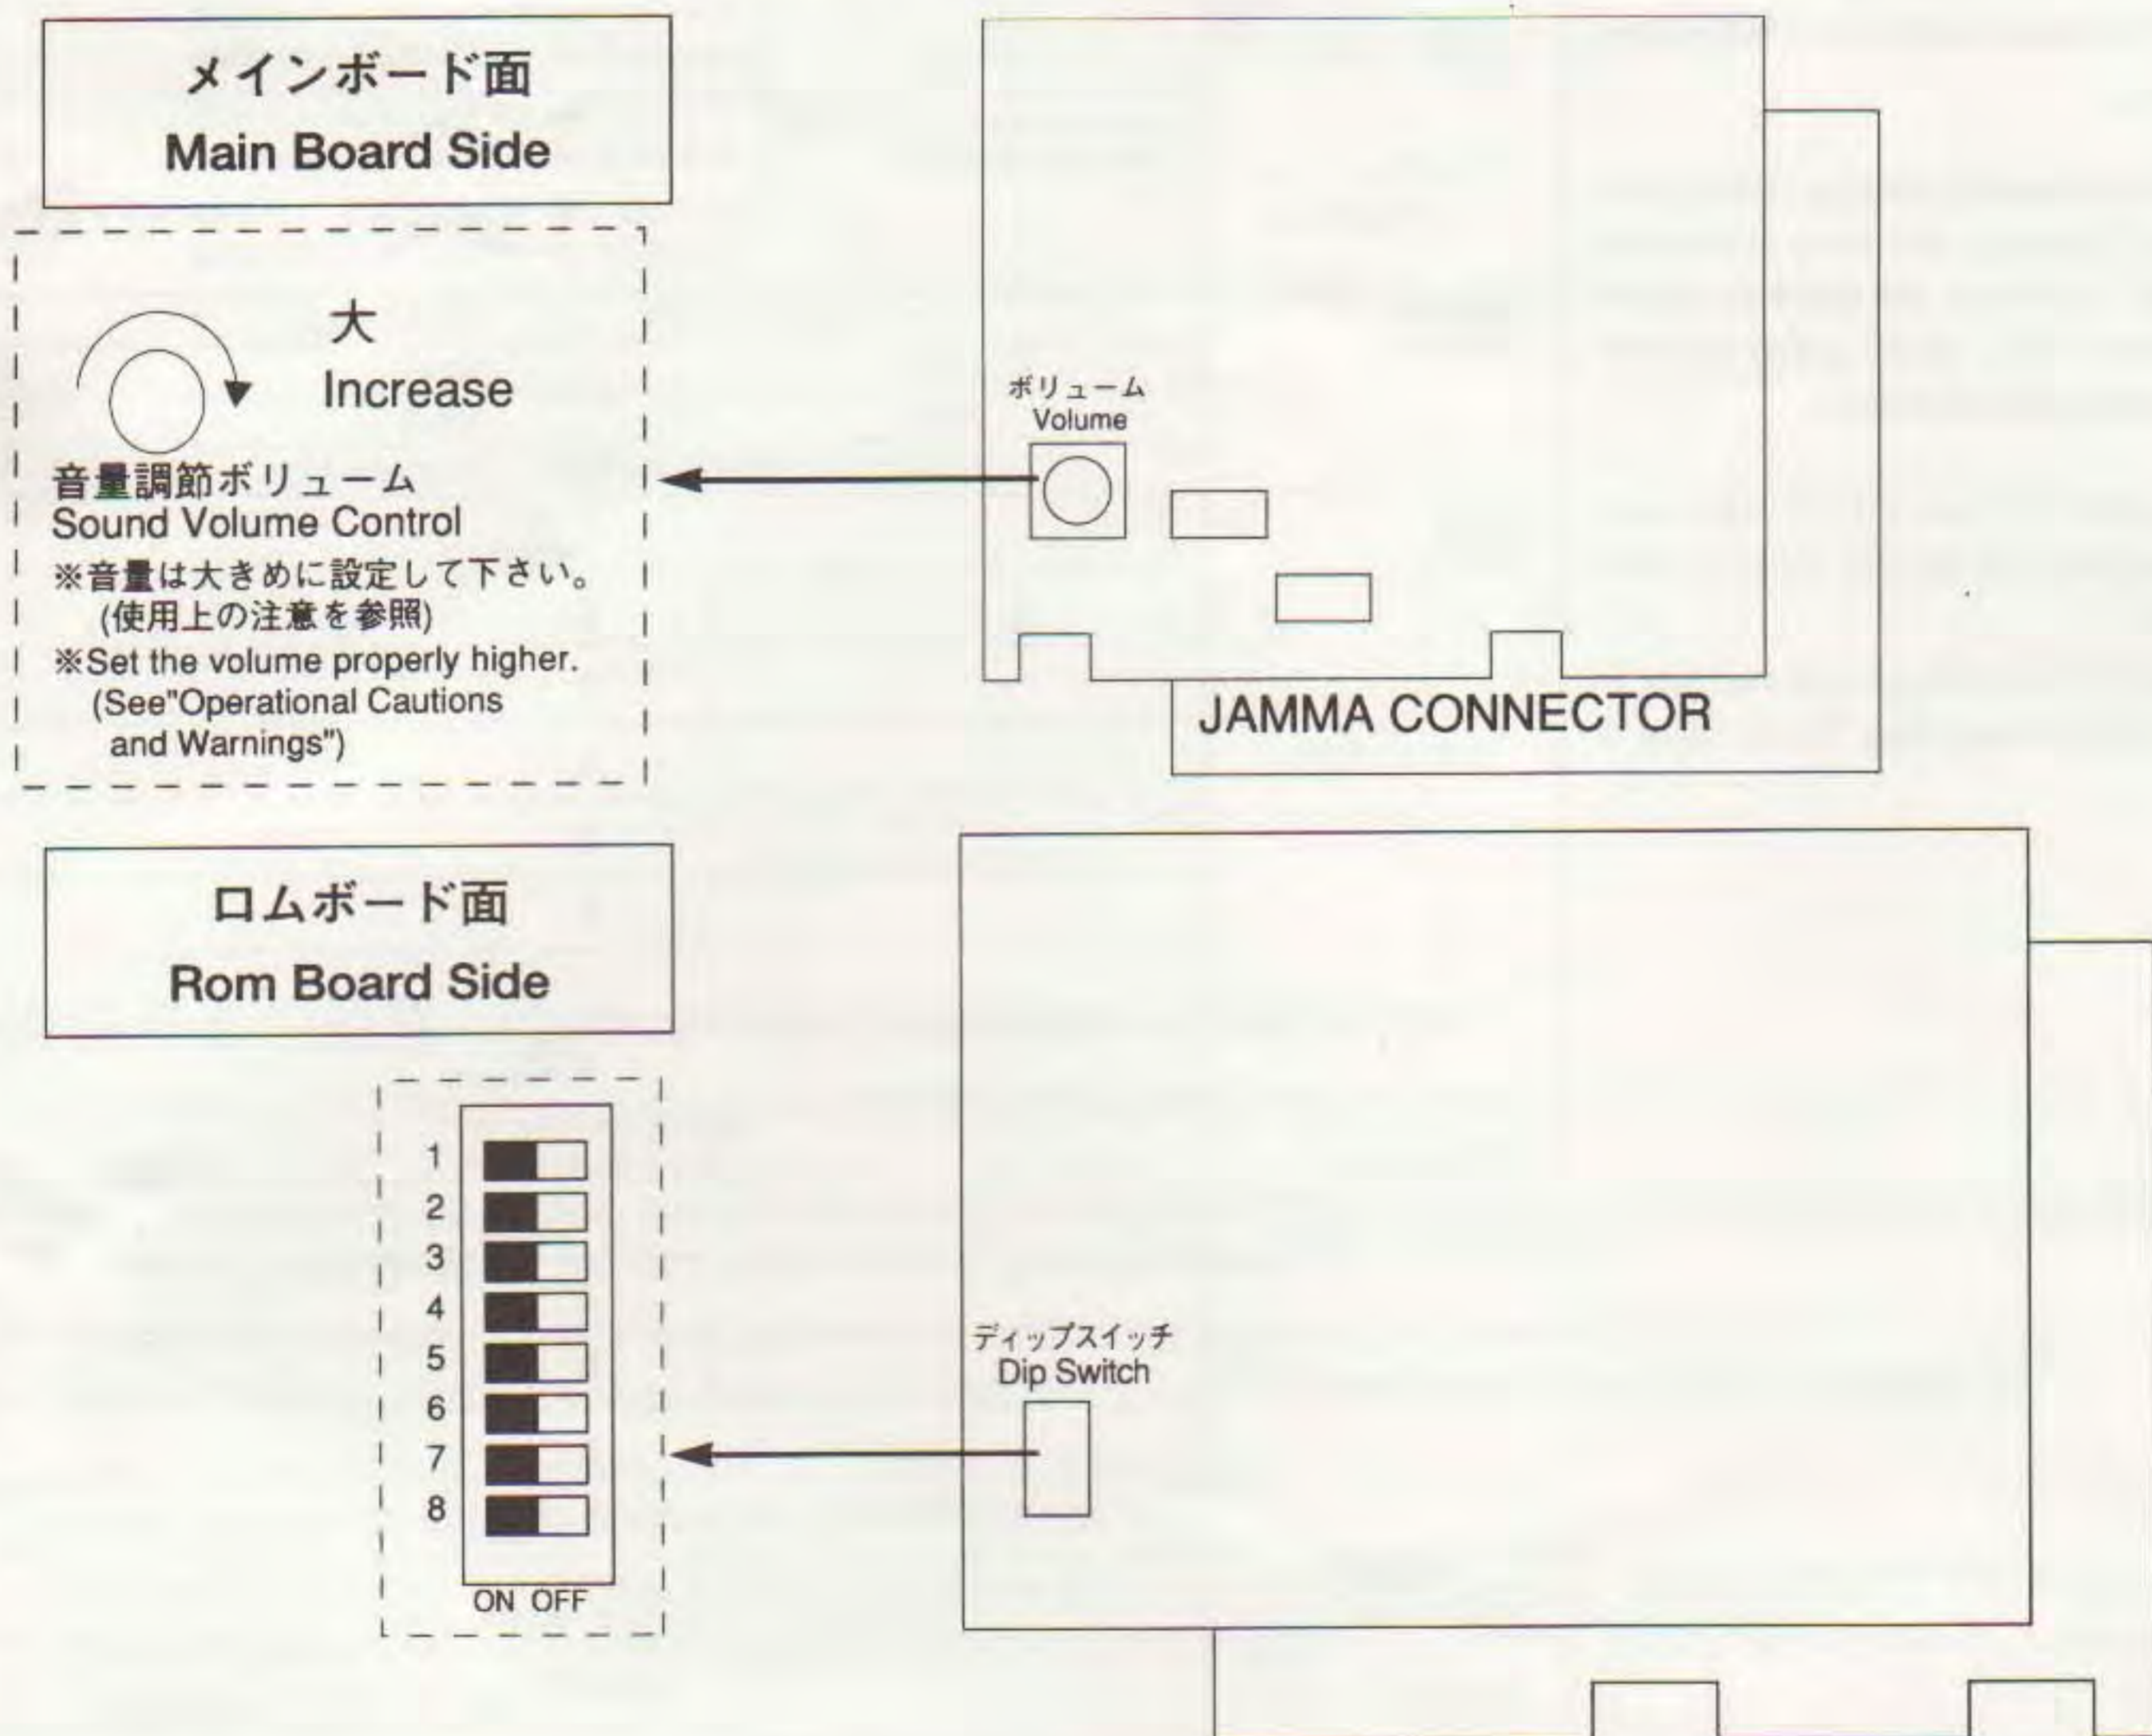 メインボード面
Main Board Side
大
Increase
音量調節ボリューム
Sound Volume Control
※音量は大きめに設定して下さい。
(使用上の注意を参照)
※Set the volume properly higher.
(See"Operational Cautions
and Warnings")
ボリューム
Volume
JAMMA CONNECTOR
ロムボード面
Rom Board Side
1
2
3
4
5
6
7
8
ON OFF
ディップスイッチ
Dip Switch